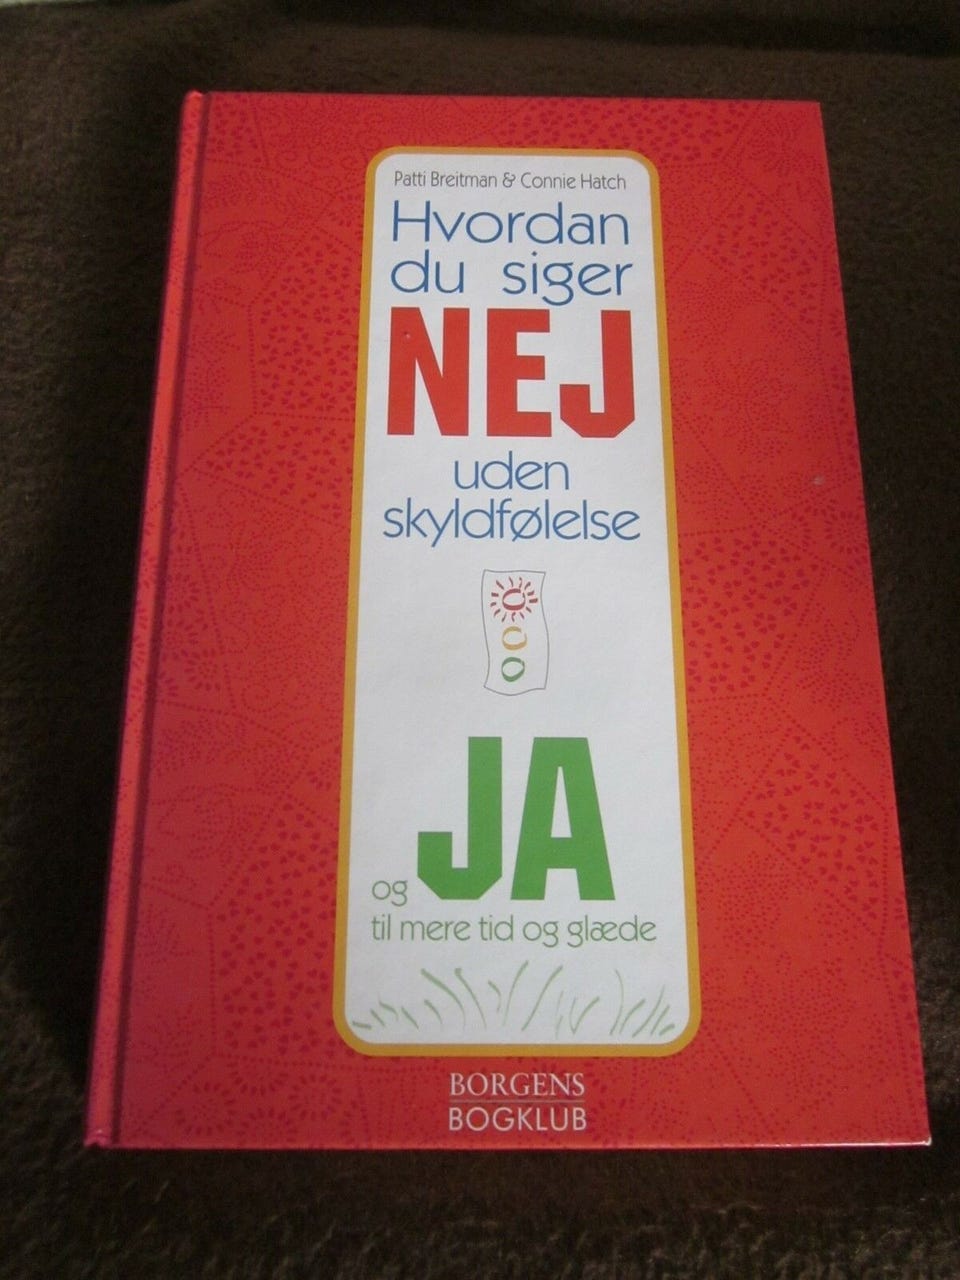 Patti Breitman & Connie Hatch
Hvordan
du siger
NEJ
uden
skyldfølelse
og JA
til mere tid og glæde
BORGENS
BOGKLUB